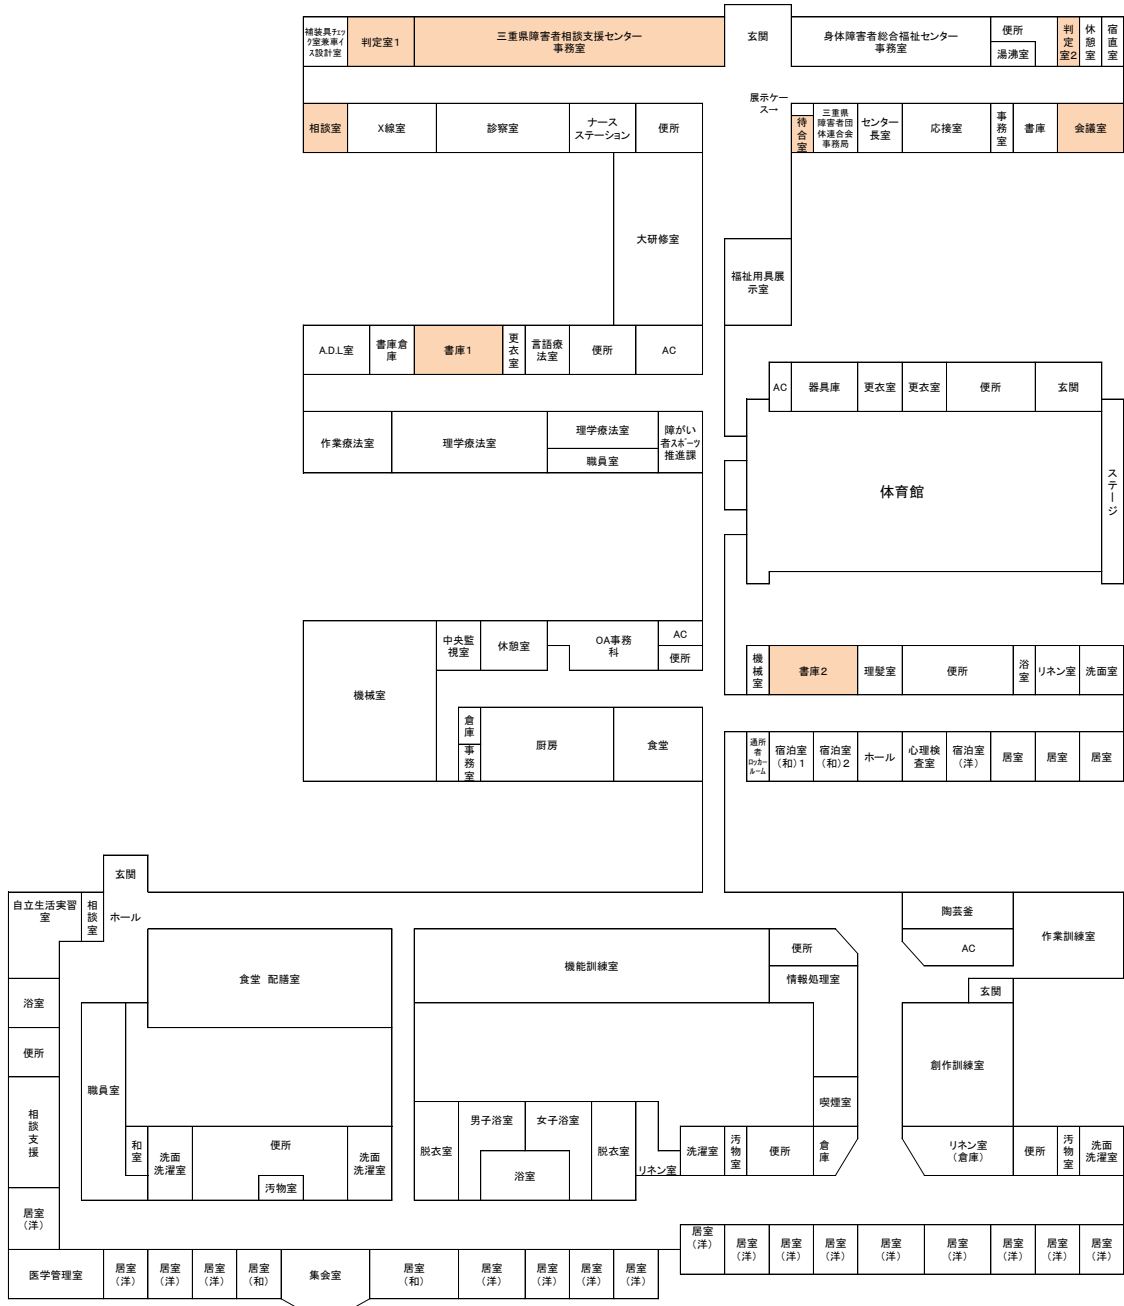 補装具チェッ
ク室兼車イ
ス設計室
判定室1
三重県障害者相談支援センター
事務室
玄関
身体障害者総合福祉センター
事務室
便所
湯沸室
判定室2
休憩室
宿直室
展示ケー
ス→
相談室
X線室
診察室
ナース
ステーション
便所
待合室
三重県
障害者団
体連合会
事務局
センター
長室
応接室
事務室
書庫
会議室
大研修室
福祉用具展
示室
A.D.L室
書庫倉
庫
書庫1
更衣室
言語療
法室
便所
AC
AC
器具庫
更衣室
更衣室
便所
玄関
作業療法室
理学療法室
理学療法室
職員室
障がい
者スポーツ
推進課
体育館
ステージ
機械室
中央監
視室
休憩室
OA事務
科
AC
便所
機械室
書庫2
理髪室
便所
浴室
リネン室
洗面室
倉庫
事務室
厨房
食堂
通所
者
ロッカー
ルーム
宿泊室
(和)1
宿泊室
(和)2
ホール
心理検
査室
宿泊室
(洋)
居室
居室
居室
玄関
自立生活実習
室
相談室
ホール
陶芸釜
AC
作業訓練室
食堂 配膳室
機能訓練室
便所
情報処理室
浴室
玄関
便所
職員室
創作訓練室
相談支援
喫煙室
和室
洗面
洗濯室
便所
汚物室
洗面
洗濯室
脱衣室
男子浴室
女子浴室
浴室
脱衣室
リネン室
洗濯室
汚物室
便所
倉庫
リネン室
(倉庫)
便所
汚物室
洗面
洗濯室
居室
(洋)
居室
(洋)
居室
(洋)
居室
(洋)
居室
(洋)
居室
(洋)
居室
(洋)
居室
(洋)
居室
(洋)
居室
(洋)
医学管理室
居室
(洋)
居室
(洋)
居室
(洋)
居室
(和)
集会室
居室
(和)
居室
(洋)
居室
(洋)
居室
(洋)
居室
(洋)